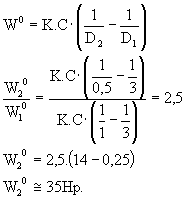 W⁰ = K.C·(1/D₂ − 1/D₁)
W₂⁰/W₁⁰ = K.C·(1/0,5 − 1/3) / K.C·(1/1 − 1/3) = 2,5
W₂⁰ = 2,5.(14 − 0,25)
W₂⁰ ≅ 35Hp.